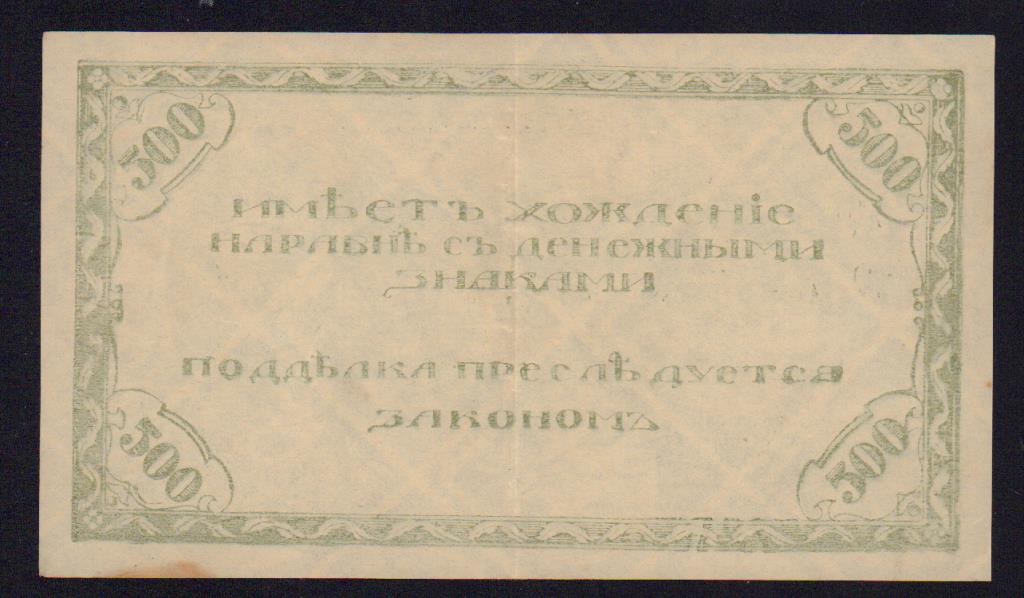 500 500
имѣетъ хожденіе
наравнѣ съ денежными
знаками
поддѣлка преслѣдуется
закономъ
500 500